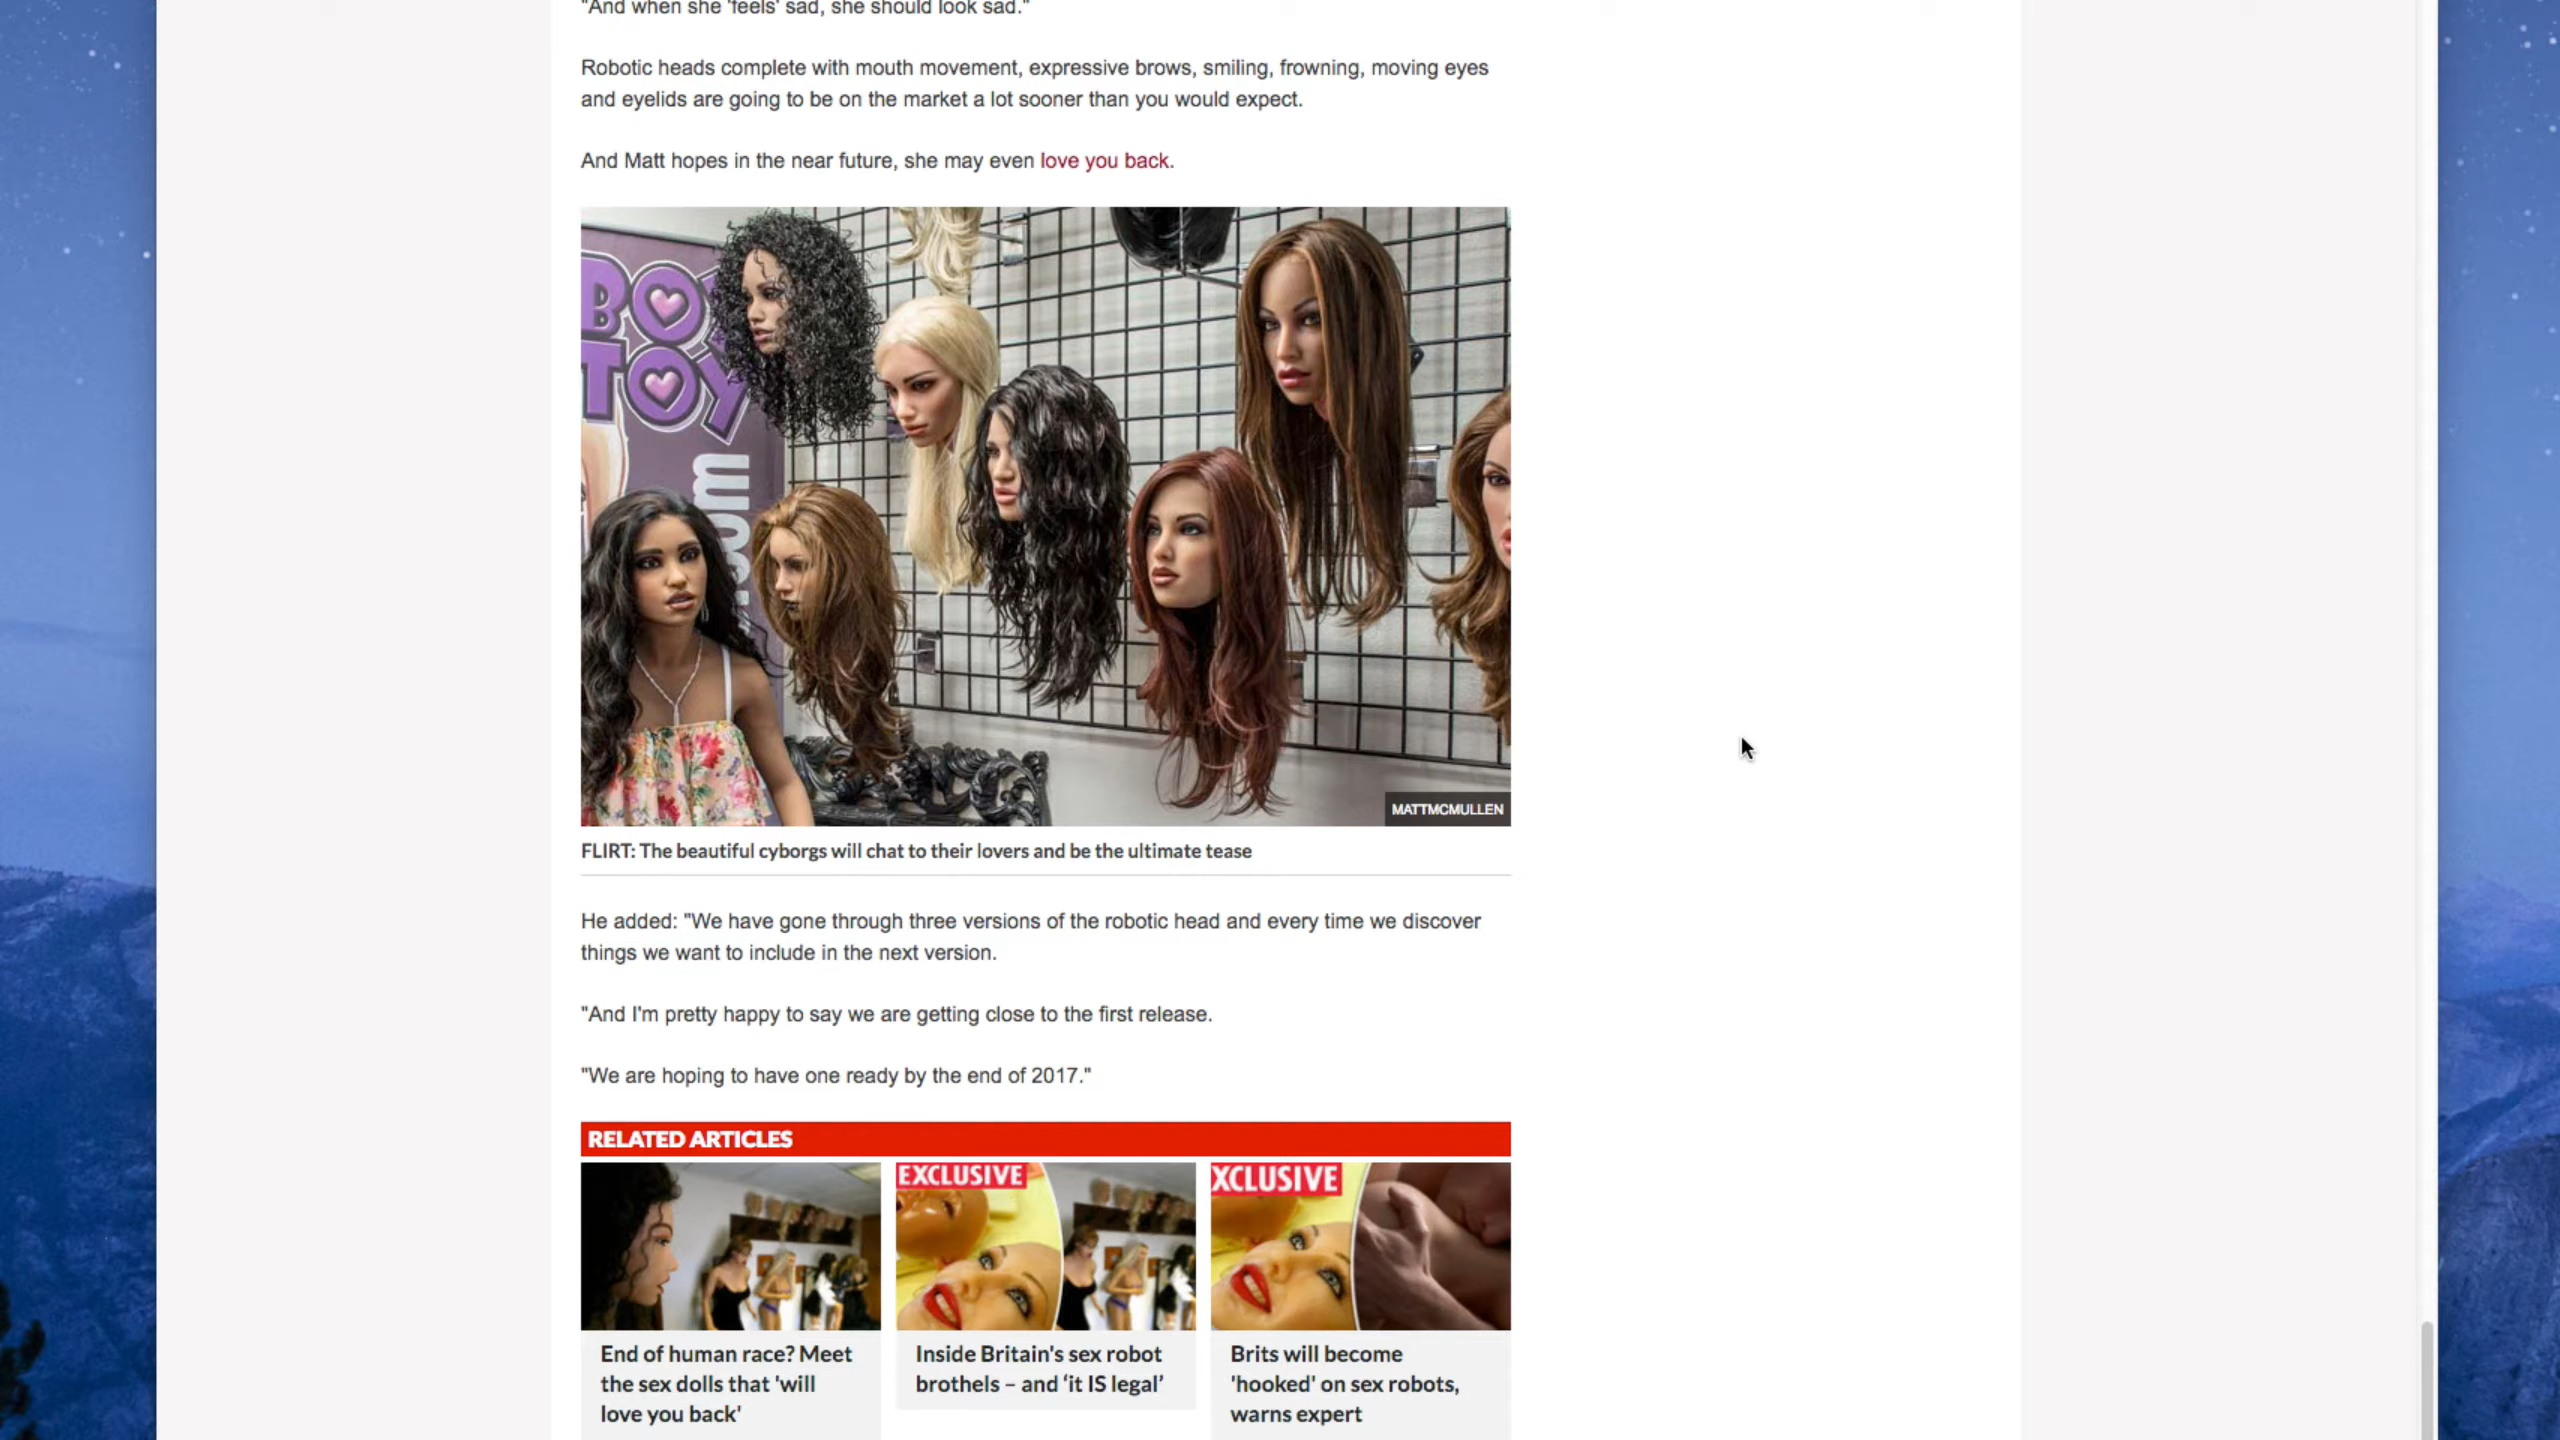 "And when she 'feels' sad, she should look sad."
Robotic heads complete with mouth movement, expressive brows, smiling, frowning, moving eyes
and eyelids are going to be on the market a lot sooner than you would expect.
And Matt hopes in the near future, she may even love you back.
BOY
TOY
.com
MATTMCMULLEN
FLIRT: The beautiful cyborgs will chat to their lovers and be the ultimate tease
He added: "We have gone through three versions of the robotic head and every time we discover
things we want to include in the next version.
"And I'm pretty happy to say we are getting close to the first release.
"We are hoping to have one ready by the end of 2017."
RELATED ARTICLES
EXCLUSIVE
XCLUSIVE
End of human race? Meet
the sex dolls that 'will
love you back'
Inside Britain's sex robot
brothels – and ‘it IS legal’
Brits will become
'hooked' on sex robots,
warns expert